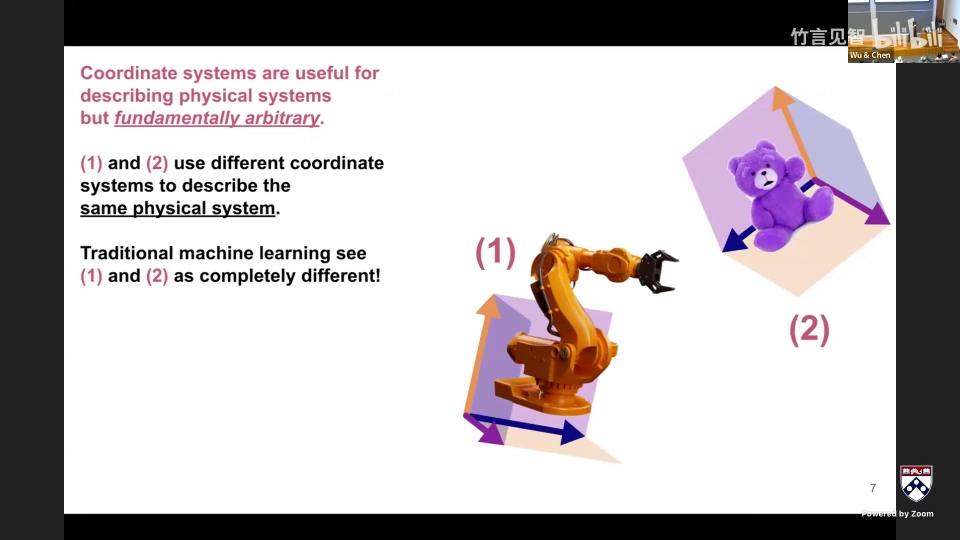 竹言见智 bilibili
Wu & Chen
Coordinate systems are useful for
describing physical systems
but fundamentally arbitrary.
(1) and (2) use different coordinate
systems to describe the
same physical system.
Traditional machine learning see
(1) and (2) as completely different!
(1)
(2)
7
Powered by Zoom